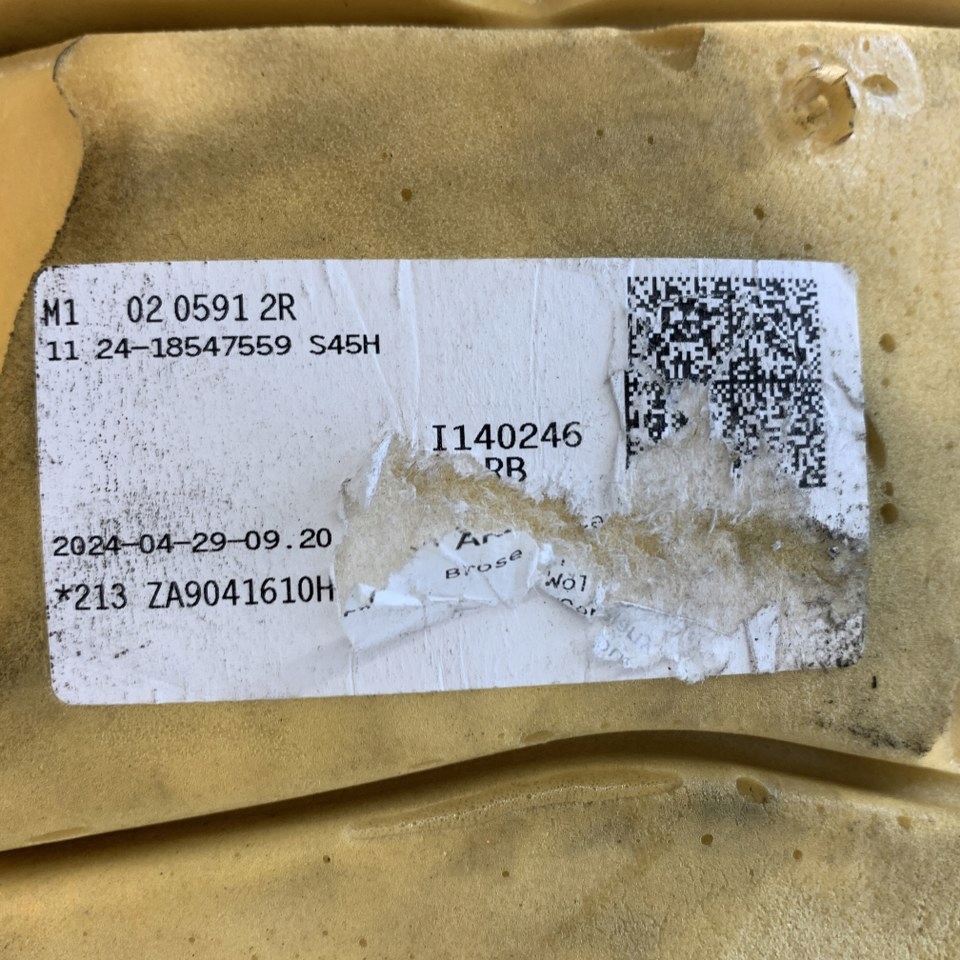 M1 02 0591 2R
11 24-18547559 S45H
I140246
RB
2024-04-29-09.20
*213 ZA9041610H
Brose